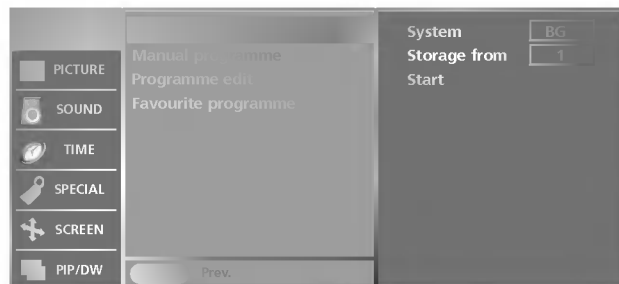 PICTURE
SOUND
TIME
SPECIAL
SCREEN
PIP/DW
Manual programme
Programme edit
Favourite programme
Prev.
System BG
Storage from 1
Start